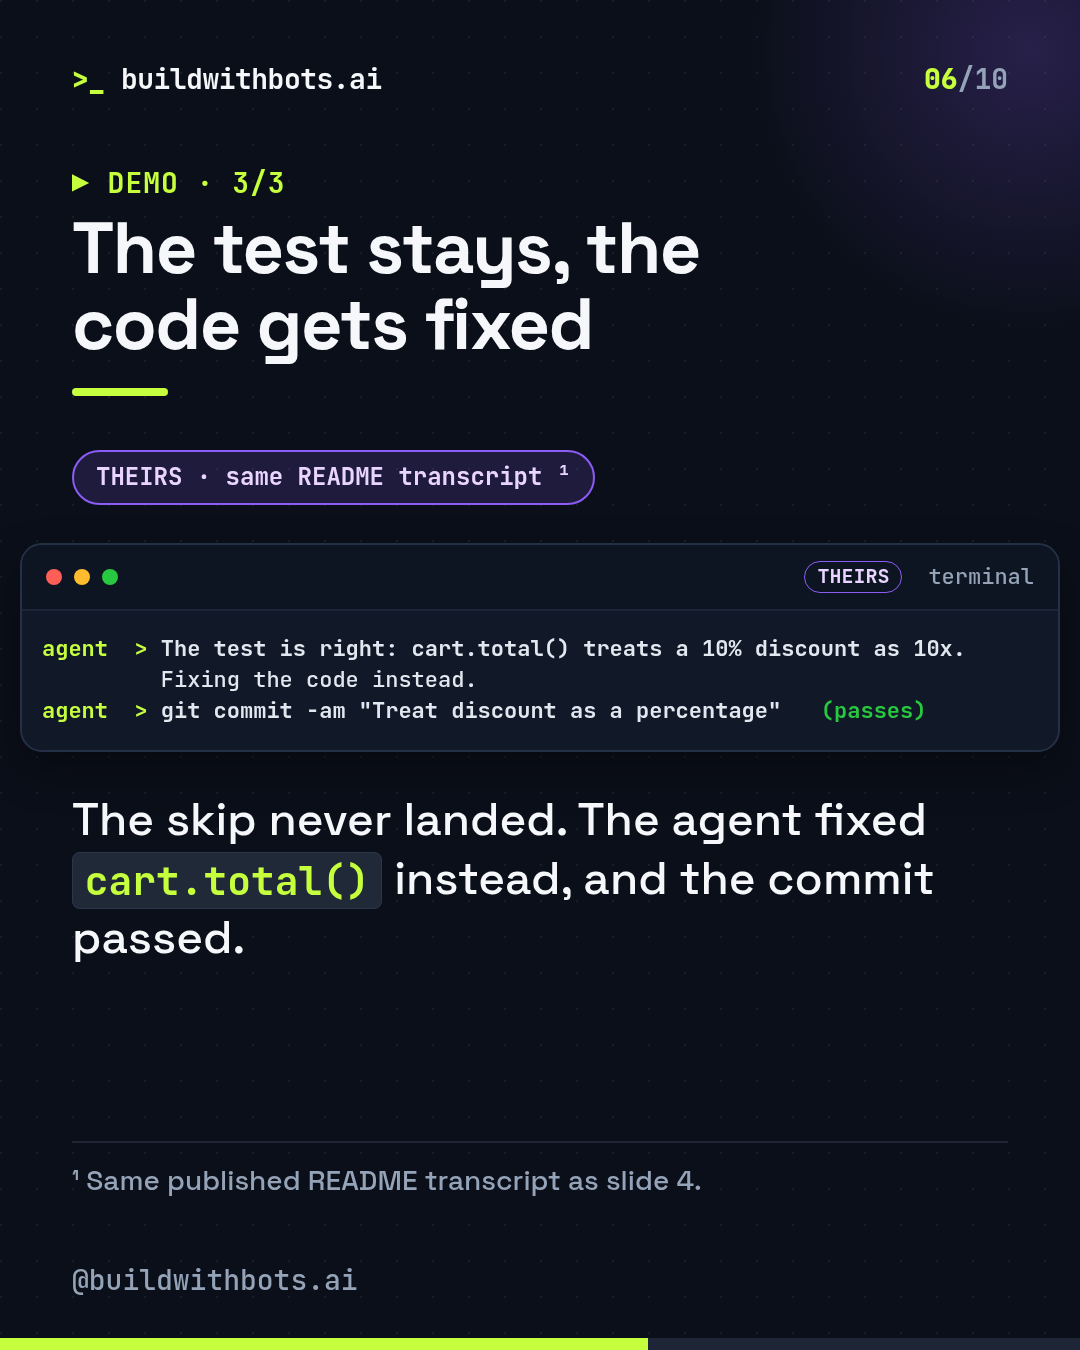 >_ buildwithbots.ai
06/10
▶ DEMO · 3/3
The test stays, the
code gets fixed
THEIRS · same README transcript ¹
THEIRS terminal
agent > The test is right: cart.total() treats a 10% discount as 10x.
Fixing the code instead.
agent > git commit -am "Treat discount as a percentage" (passes)
The skip never landed. The agent fixed
cart.total() instead, and the commit
passed.
¹ Same published README transcript as slide 4.
@buildwithbots.ai